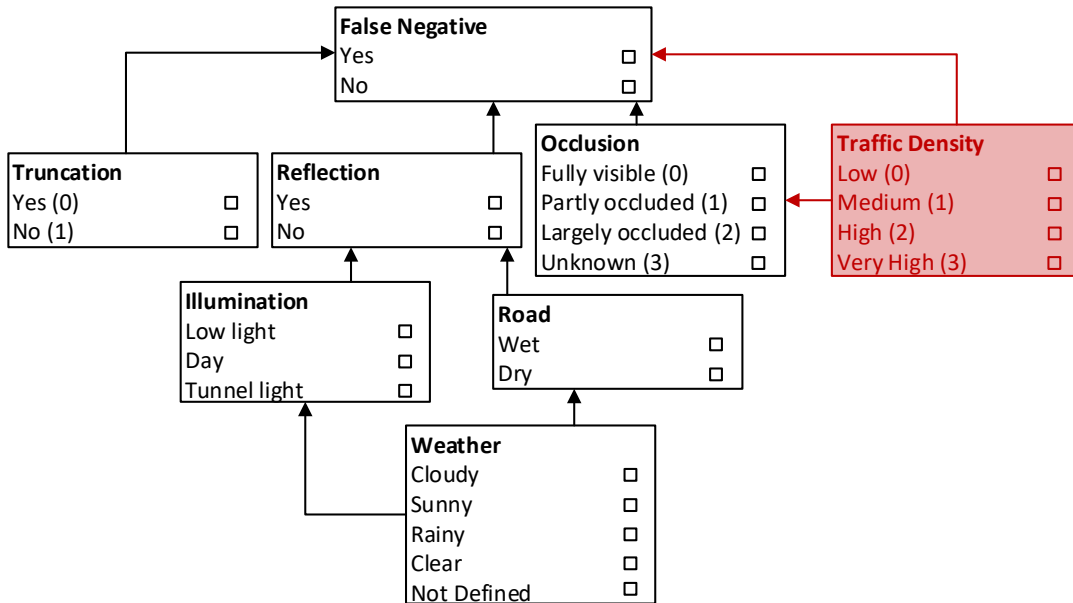 False Negative
Yes
No
Truncation
Yes (0)
No (1)
Reflection
Yes
No
Occlusion
Fully visible (0)
Partly occluded (1)
Largely occluded (2)
Unknown (3)
Traffic Density
Low (0)
Medium (1)
High (2)
Very High (3)
Illumination
Low light
Day
Tunnel light
Road
Wet
Dry
Weather
Cloudy
Sunny
Rainy
Clear
Not Defined